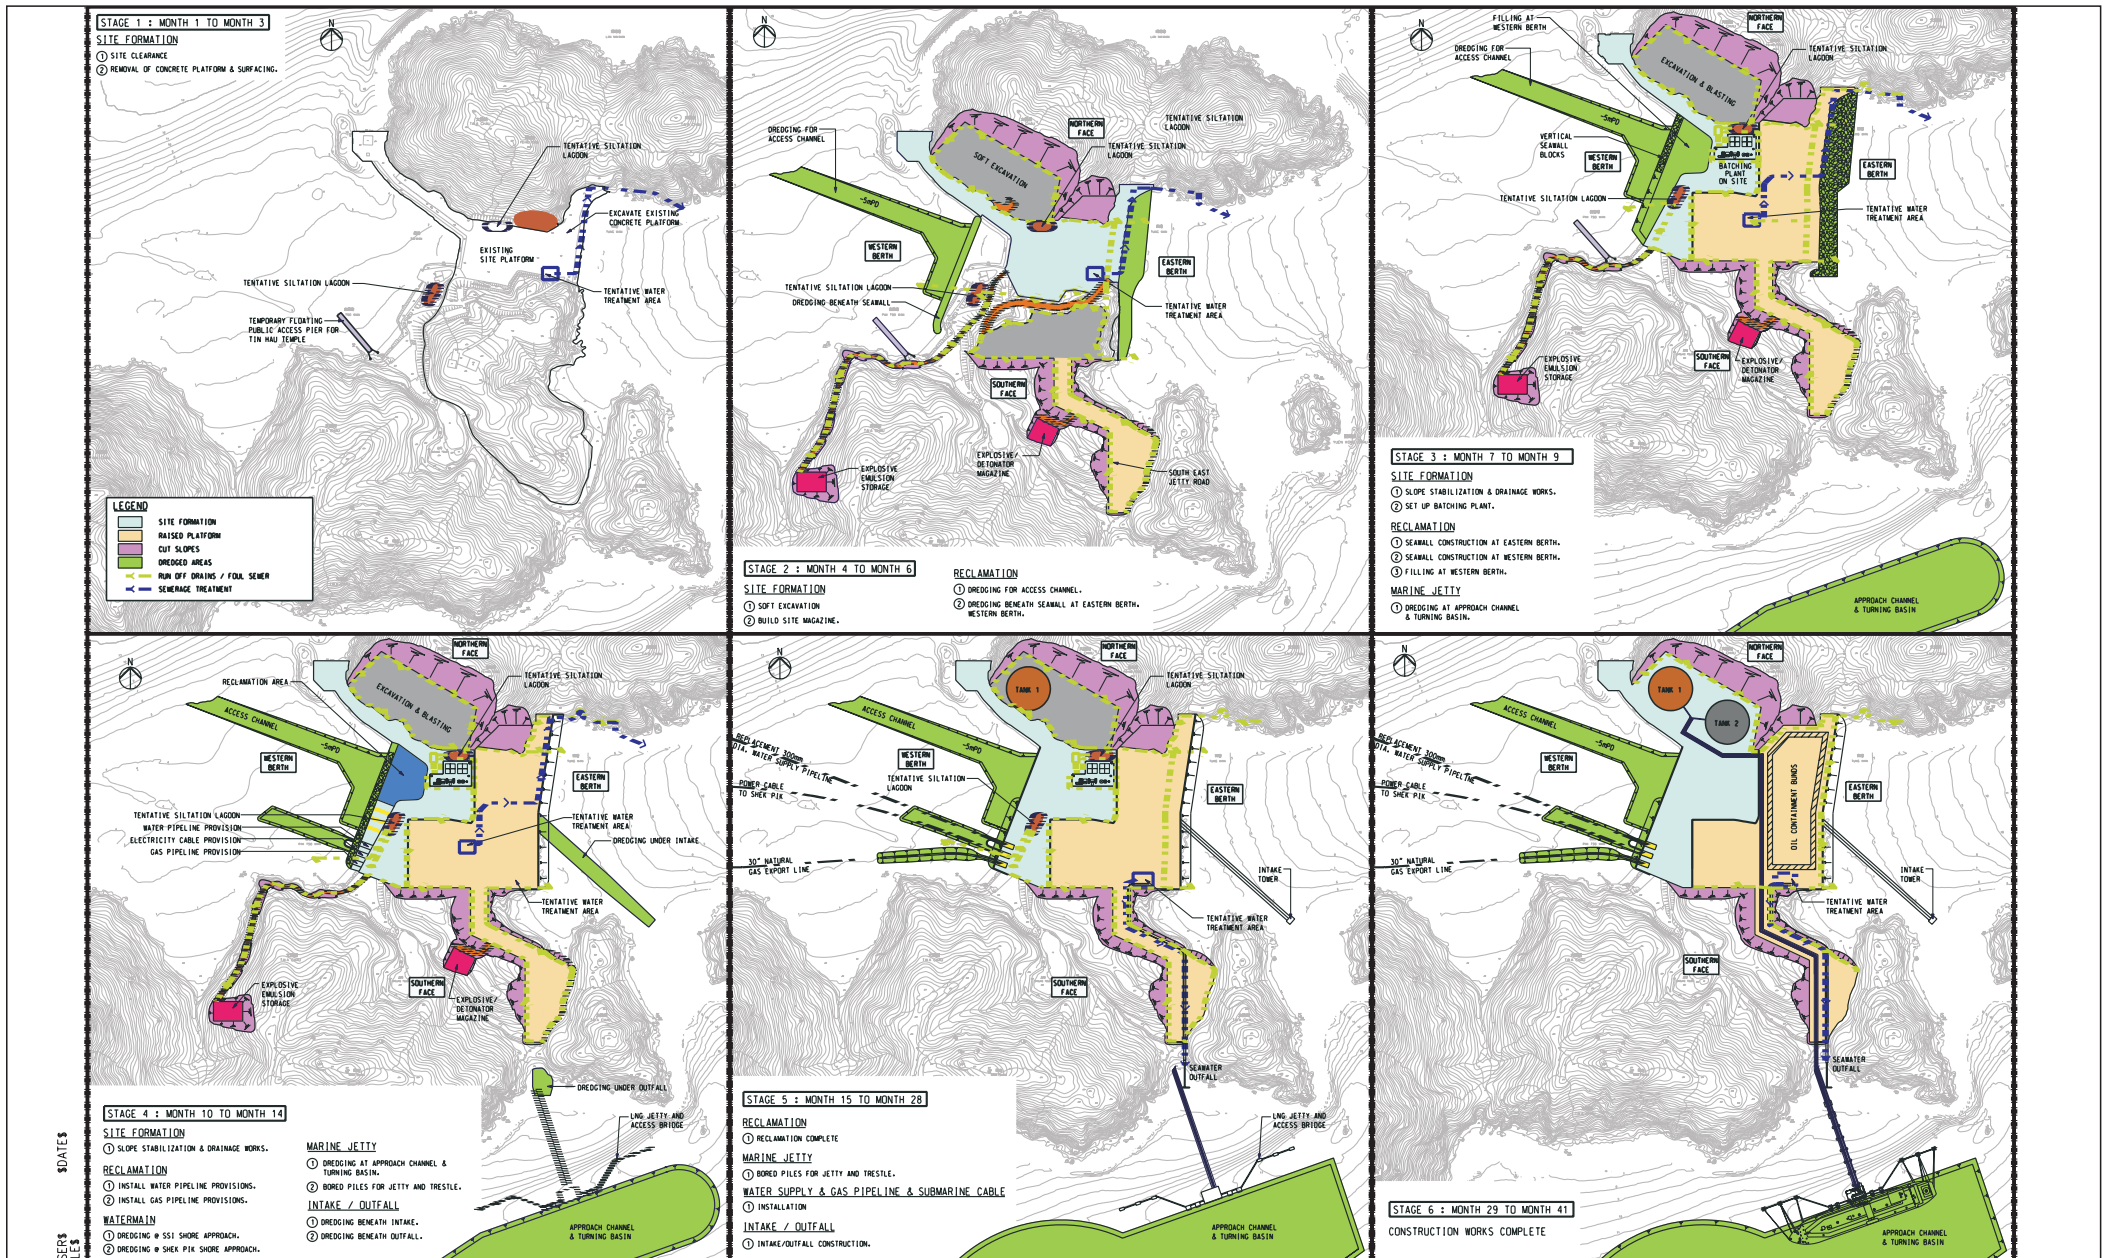 STAGE 1 : MONTH 1 TO MONTH 3
SITE FORMATION
1 SITE CLEARANCE
2 REMOVAL OF CONCRETE PLATFORM & SURFACING.
N
TENTATIVE SILTATION
LAGOON
EXCAVATE EXISTING
CONCRETE PLATFORM
EXISTING
SITE PLATFORM
TENTATIVE SILTATION LAGOON
TENTATIVE WATER
TREATMENT AREA
TEMPORARY FLOATING
PUBLIC ACCESS PIER FOR
TIN HAU TEMPLE
LEGEND
SITE FORMATION
RAISED PLATFORM
CUT SLOPES
DREDGED AREAS
RUN OFF DRAINS / FOUL SEWER
SEWERAGE TREATMENT
N
DREDGING FOR
ACCESS CHANNEL
NORTHERN
FACE
TENTATIVE SILTATION
LAGOON
TENTATIVE SILTATION
LAGOON
SOFT EXCAVATION
-5mPD
WESTERN
BERTH
EASTERN
BERTH
TENTATIVE SILTATION LAGOON
DREDGING BENEATH SEAWALL
TENTATIVE WATER
TREATMENT AREA
SOUTHERN
FACE
EXPLOSIVE/
DETONATOR
MAGAZINE
EXPLOSIVE
EMULSION
STORAGE
SOUTH EAST
JETTY ROAD
STAGE 2 : MONTH 4 TO MONTH 6
SITE FORMATION
1 SOFT EXCAVATION
2 BUILD SITE MAGAZINE.
RECLAMATION
1 DREDGING FOR ACCESS CHANNEL.
2 DREDGING BENEATH SEAWALL AT EASTERN BERTH.
WESTERN BERTH.
N
FILLING AT
WESTERN BERTH
DREDGING FOR
ACCESS CHANNEL
NORTHERN
FACE
TENTATIVE SILTATION
LAGOON
EXCAVATION & BLASTING
-5mPD
VERTICAL
SEAWALL
BLOCKS
WESTERN
BERTH
BATCHING
PLANT
ON SITE
EASTERN
BERTH
TENTATIVE SILTATION LAGOON
TENTATIVE WATER
TREATMENT AREA
EXPLOSIVE
EMULSION
STORAGE
SOUTHERN
FACE
EXPLOSIVE/
DETONATOR
MAGAZINE
STAGE 3 : MONTH 7 TO MONTH 9
SITE FORMATION
1 SLOPE STABILIZATION & DRAINAGE WORKS.
2 SET UP BATCHING PLANT.
RECLAMATION
1 SEAWALL CONSTRUCTION AT EASTERN BERTH.
2 SEAWALL CONSTRUCTION AT WESTERN BERTH.
3 FILLING AT WESTERN BERTH.
MARINE JETTY
1 DREDGING AT APPROACH CHANNEL
& TURNING BASIN.
APPROACH CHANNEL
& TURNING BASIN
N
NORTHERN
FACE
RECLAMATION AREA
TENTATIVE SILTATION
LAGOON
EXCAVATION & BLASTING
ACCESS CHANNEL
-5mPD
WESTERN
BERTH
EASTERN
BERTH
TENTATIVE SILTATION LAGOON
WATER PIPELINE PROVISION
ELECTRICITY CABLE PROVISION
GAS PIPELINE PROVISION
TENTATIVE WATER
TREATMENT AREA
DREDGING UNDER INTAKE
TENTATIVE WATER
TREATMENT AREA
EXPLOSIVE
EMULSION
STORAGE
SOUTHERN
FACE
EXPLOSIVE/
DETONATOR
MAGAZINE
DREDGING UNDER OUTFALL
LNG JETTY AND
ACCESS BRIDGE
STAGE 4 : MONTH 10 TO MONTH 14
SITE FORMATION
1 SLOPE STABILIZATION & DRAINAGE WORKS.
RECLAMATION
1 INSTALL WATER PIPELINE PROVISIONS.
2 INSTALL GAS PIPELINE PROVISIONS.
WATERMAIN
1 DREDGING @ SSI SHORE APPROACH.
2 DREDGING @ SHEK PIK SHORE APPROACH.
MARINE JETTY
1 DREDGING AT APPROACH CHANNEL &
TURNING BASIN.
2 BORED PILES FOR JETTY AND TRESTLE.
INTAKE / OUTFALL
1 DREDGING BENEATH INTAKE.
2 DREDGING BENEATH OUTFALL.
APPROACH CHANNEL
& TURNING BASIN
N
NORTHERN
FACE
TENTATIVE SILTATION
LAGOON
TANK 1
ACCESS CHANNEL
-5mPD
REPLACEMENT 300mm
DIA. WATER SUPPLY PIPELINE
POWER CABLE
TO SHEK PIK
WESTERN
BERTH
TENTATIVE SILTATION
LAGOON
EASTERN
BERTH
30" NATURAL
GAS EXPORT LINE
INTAKE
TOWER
TENTATIVE WATER
TREATMENT AREA
SOUTHERN
FACE
SEAWATER
OUTFALL
LNG JETTY AND
ACCESS BRIDGE
STAGE 5 : MONTH 15 TO MONTH 28
RECLAMATION
1 RECLAMATION COMPLETE
MARINE JETTY
1 BORED PILES FOR JETTY AND TRESTLE.
WATER SUPPLY & GAS PIPELINE & SUBMARINE CABLE
1 INSTALLATION
INTAKE / OUTFALL
1 INTAKE/OUTFALL CONSTRUCTION.
APPROACH CHANNEL
& TURNING BASIN
N
NORTHERN
FACE
TANK 1
TANK 2
ACCESS CHANNEL
-5mPD
REPLACEMENT 300mm
DIA. WATER SUPPLY PIPELINE
POWER CABLE
TO SHEK PIK
WESTERN
BERTH
OIL CONTAINMENT BUNDS
EASTERN
BERTH
30" NATURAL
GAS EXPORT LINE
INTAKE
TOWER
TENTATIVE WATER
TREATMENT AREA
SOUTHERN
FACE
SEAWATER
OUTFALL
STAGE 6 : MONTH 29 TO MONTH 41
CONSTRUCTION WORKS COMPLETE
APPROACH CHANNEL
& TURNING BASIN
$DATE$